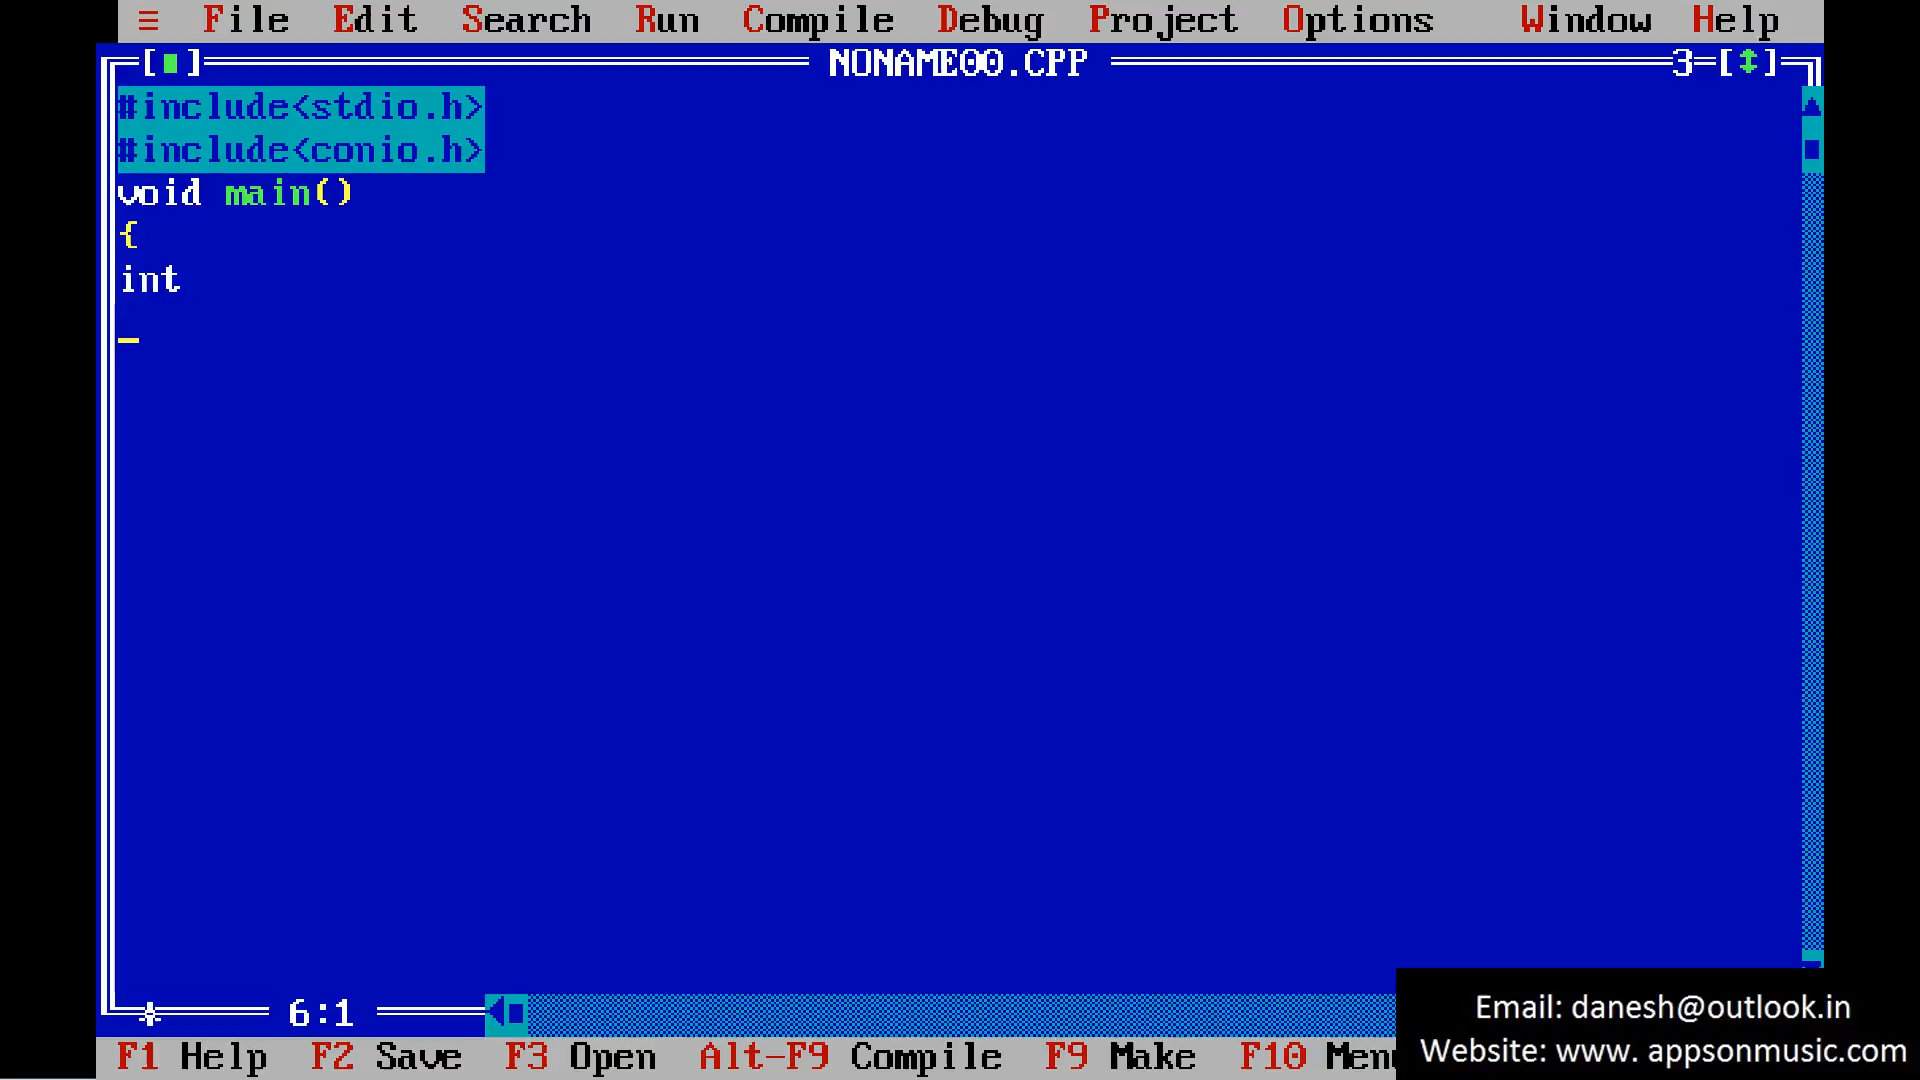 ≡ File Edit Search Run Compile Debug Project Options Window Help
[■] NONAME00.CPP 3=[↕]
#include<stdio.h>
#include<conio.h>
void main()
{
int
_
6:1
F1 Help F2 Save F3 Open Alt-F9 Compile F9 Make F10 Menu
Email: danesh@outlook.in
Website: www. appsonmusic.com